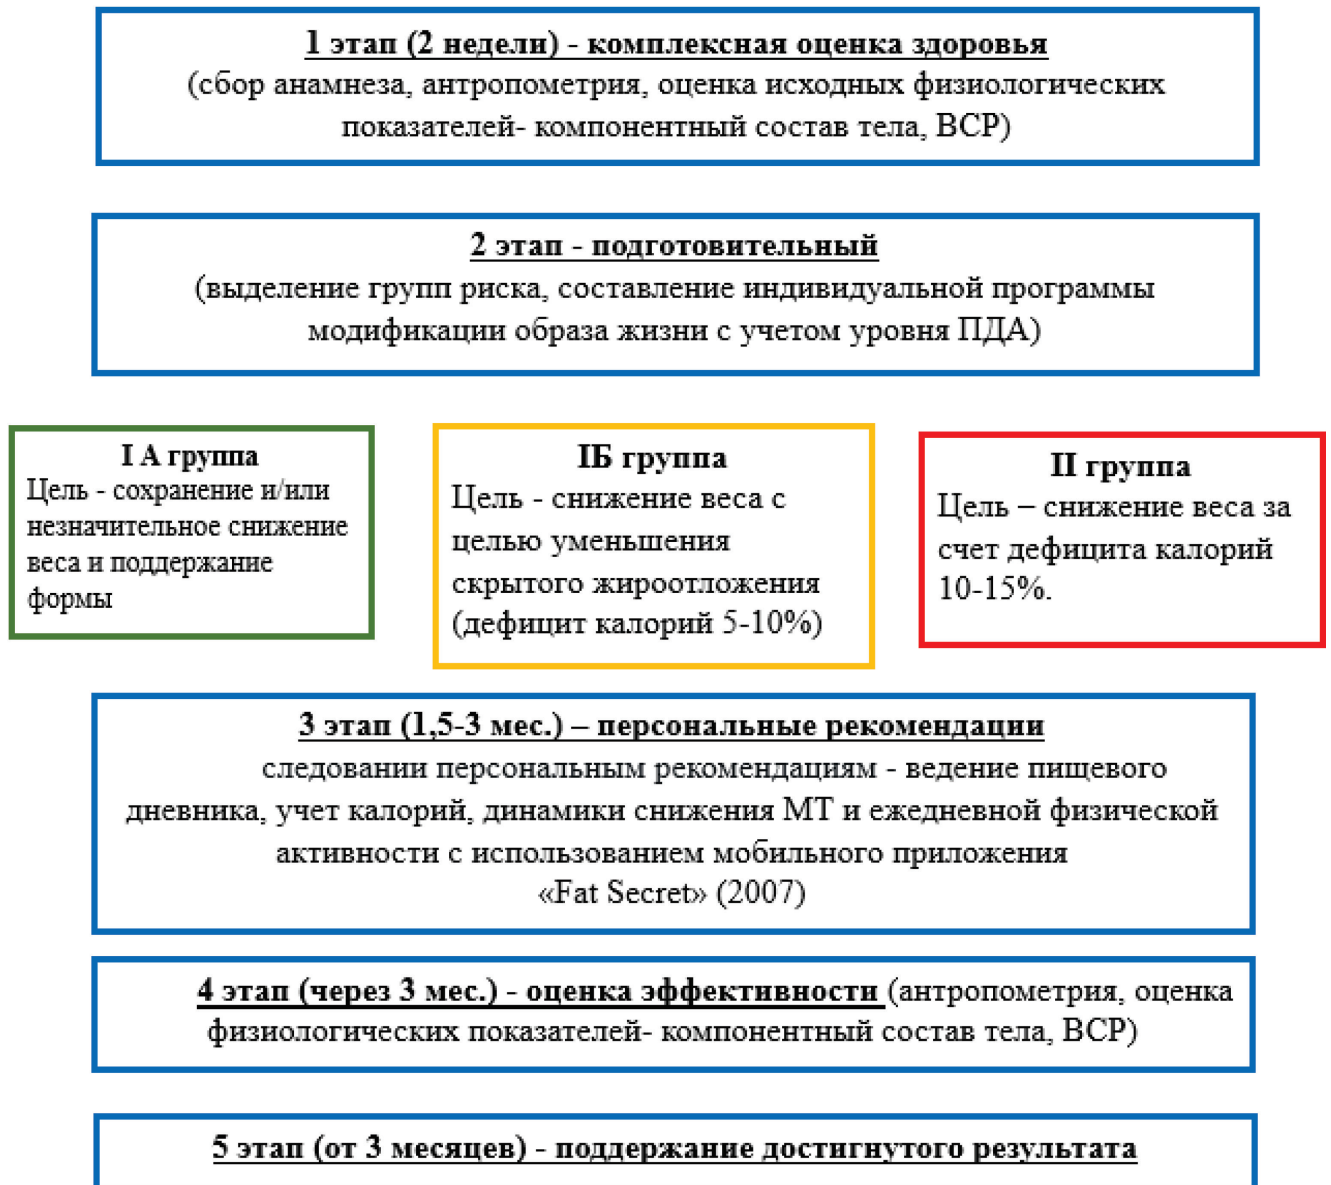 1 этап (2 недели) - комплексная оценка здоровья
(сбор анамнеза, антропометрия, оценка исходных физиологических
показателей- компонентный состав тела, ВСР)
2 этап - подготовительный
(выделение групп риска, составление индивидуальной программы
модификации образа жизни с учетом уровня ПДА)
I А группа
Цель - сохранение и/или
незначительное снижение
веса и поддержание
формы
IБ группа
Цель - снижение веса с
целью уменьшения
скрытого жироотложения
(дефицит калорий 5-10%)
II группа
Цель – снижение веса за
счет дефицита калорий
10-15%.
3 этап (1,5-3 мес.) – персональные рекомендации
следовании персональным рекомендациям - ведение пищевого
дневника, учет калорий, динамики снижения МТ и ежедневной физической
активности с использованием мобильного приложения
«Fat Secret» (2007)
4 этап (через 3 мес.) - оценка эффективности (антропометрия, оценка
физиологических показателей- компонентный состав тела, ВСР)
5 этап (от 3 месяцев) - поддержание достигнутого результата